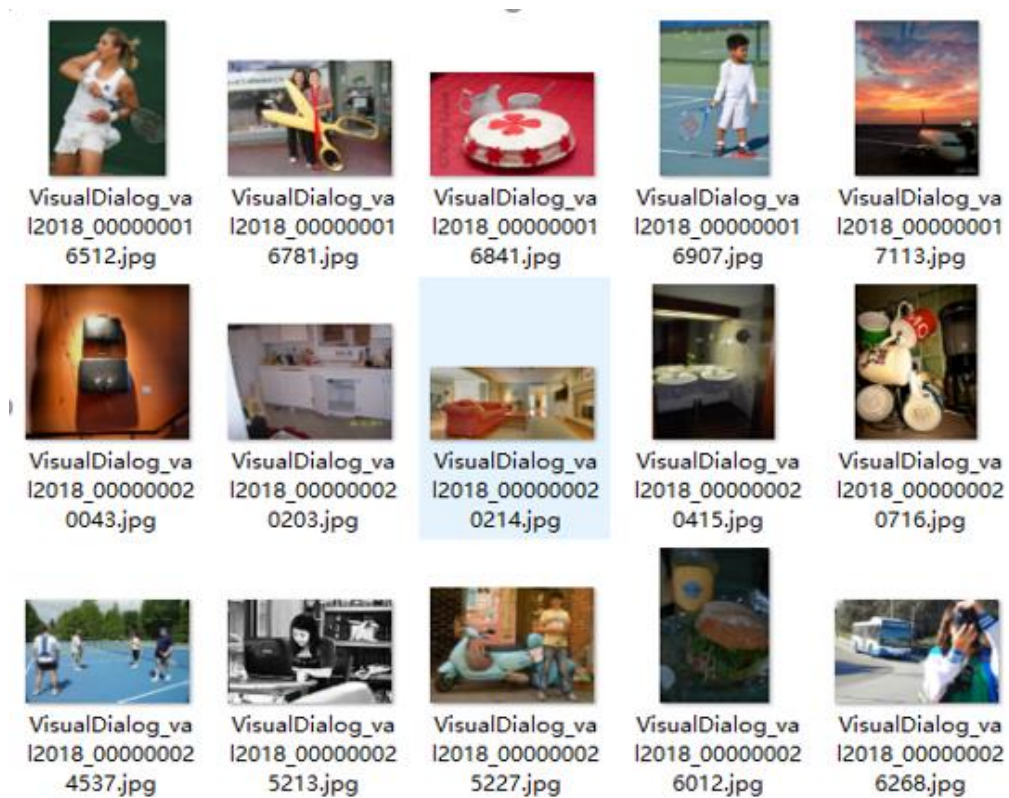 VisualDialog_va VisualDialog_va VisualDialog_va VisualDialog_va VisualDialog_va
l2018_00000001 l2018_00000001 l2018_00000001 l2018_00000001 l2018_00000001
6512.jpg 6781.jpg 6841.jpg 6907.jpg 7113.jpg
VisualDialog_va VisualDialog_va VisualDialog_va VisualDialog_va VisualDialog_va
l2018_00000002 l2018_00000002 l2018_00000002 l2018_00000002 l2018_00000002
0043.jpg 0203.jpg 0214.jpg 0415.jpg 0716.jpg
VisualDialog_va VisualDialog_va VisualDialog_va VisualDialog_va VisualDialog_va
l2018_00000002 l2018_00000002 l2018_00000002 l2018_00000002 l2018_00000002
4537.jpg 5213.jpg 5227.jpg 6012.jpg 6268.jpg